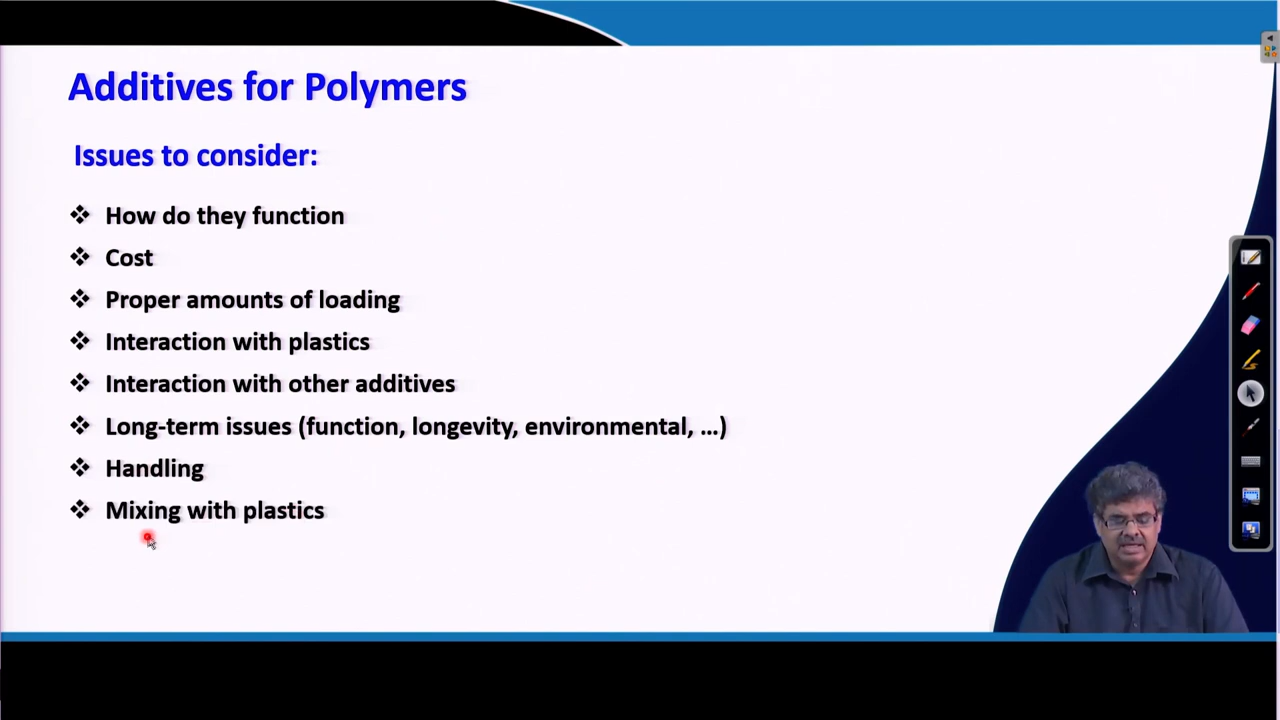 Additives for Polymers
Issues to consider:
❖ How do they function
❖ Cost
❖ Proper amounts of loading
❖ Interaction with plastics
❖ Interaction with other additives
❖ Long-term issues (function, longevity, environmental, ...)
❖ Handling
❖ Mixing with plastics